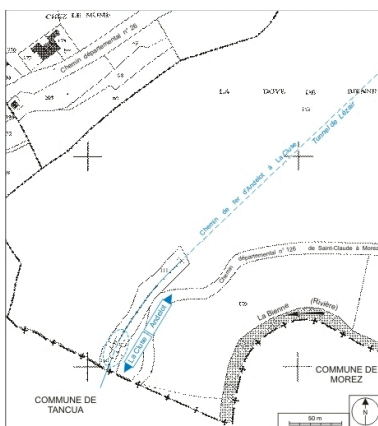 CHEZ LE MUNE
Chemin départemental n° 26
LA DOYE DE BIENNE
Chemin de fer d'Andelot à La Cluse
Tunnel de Lézat
Chemin départemental n° 126 de Saint-Claude à Morez
111
La Cluse
Andelot
La Bienne (Rivière)
COMMUNE DE
TANCUA
COMMUNE DE
MOREZ
50 m
N